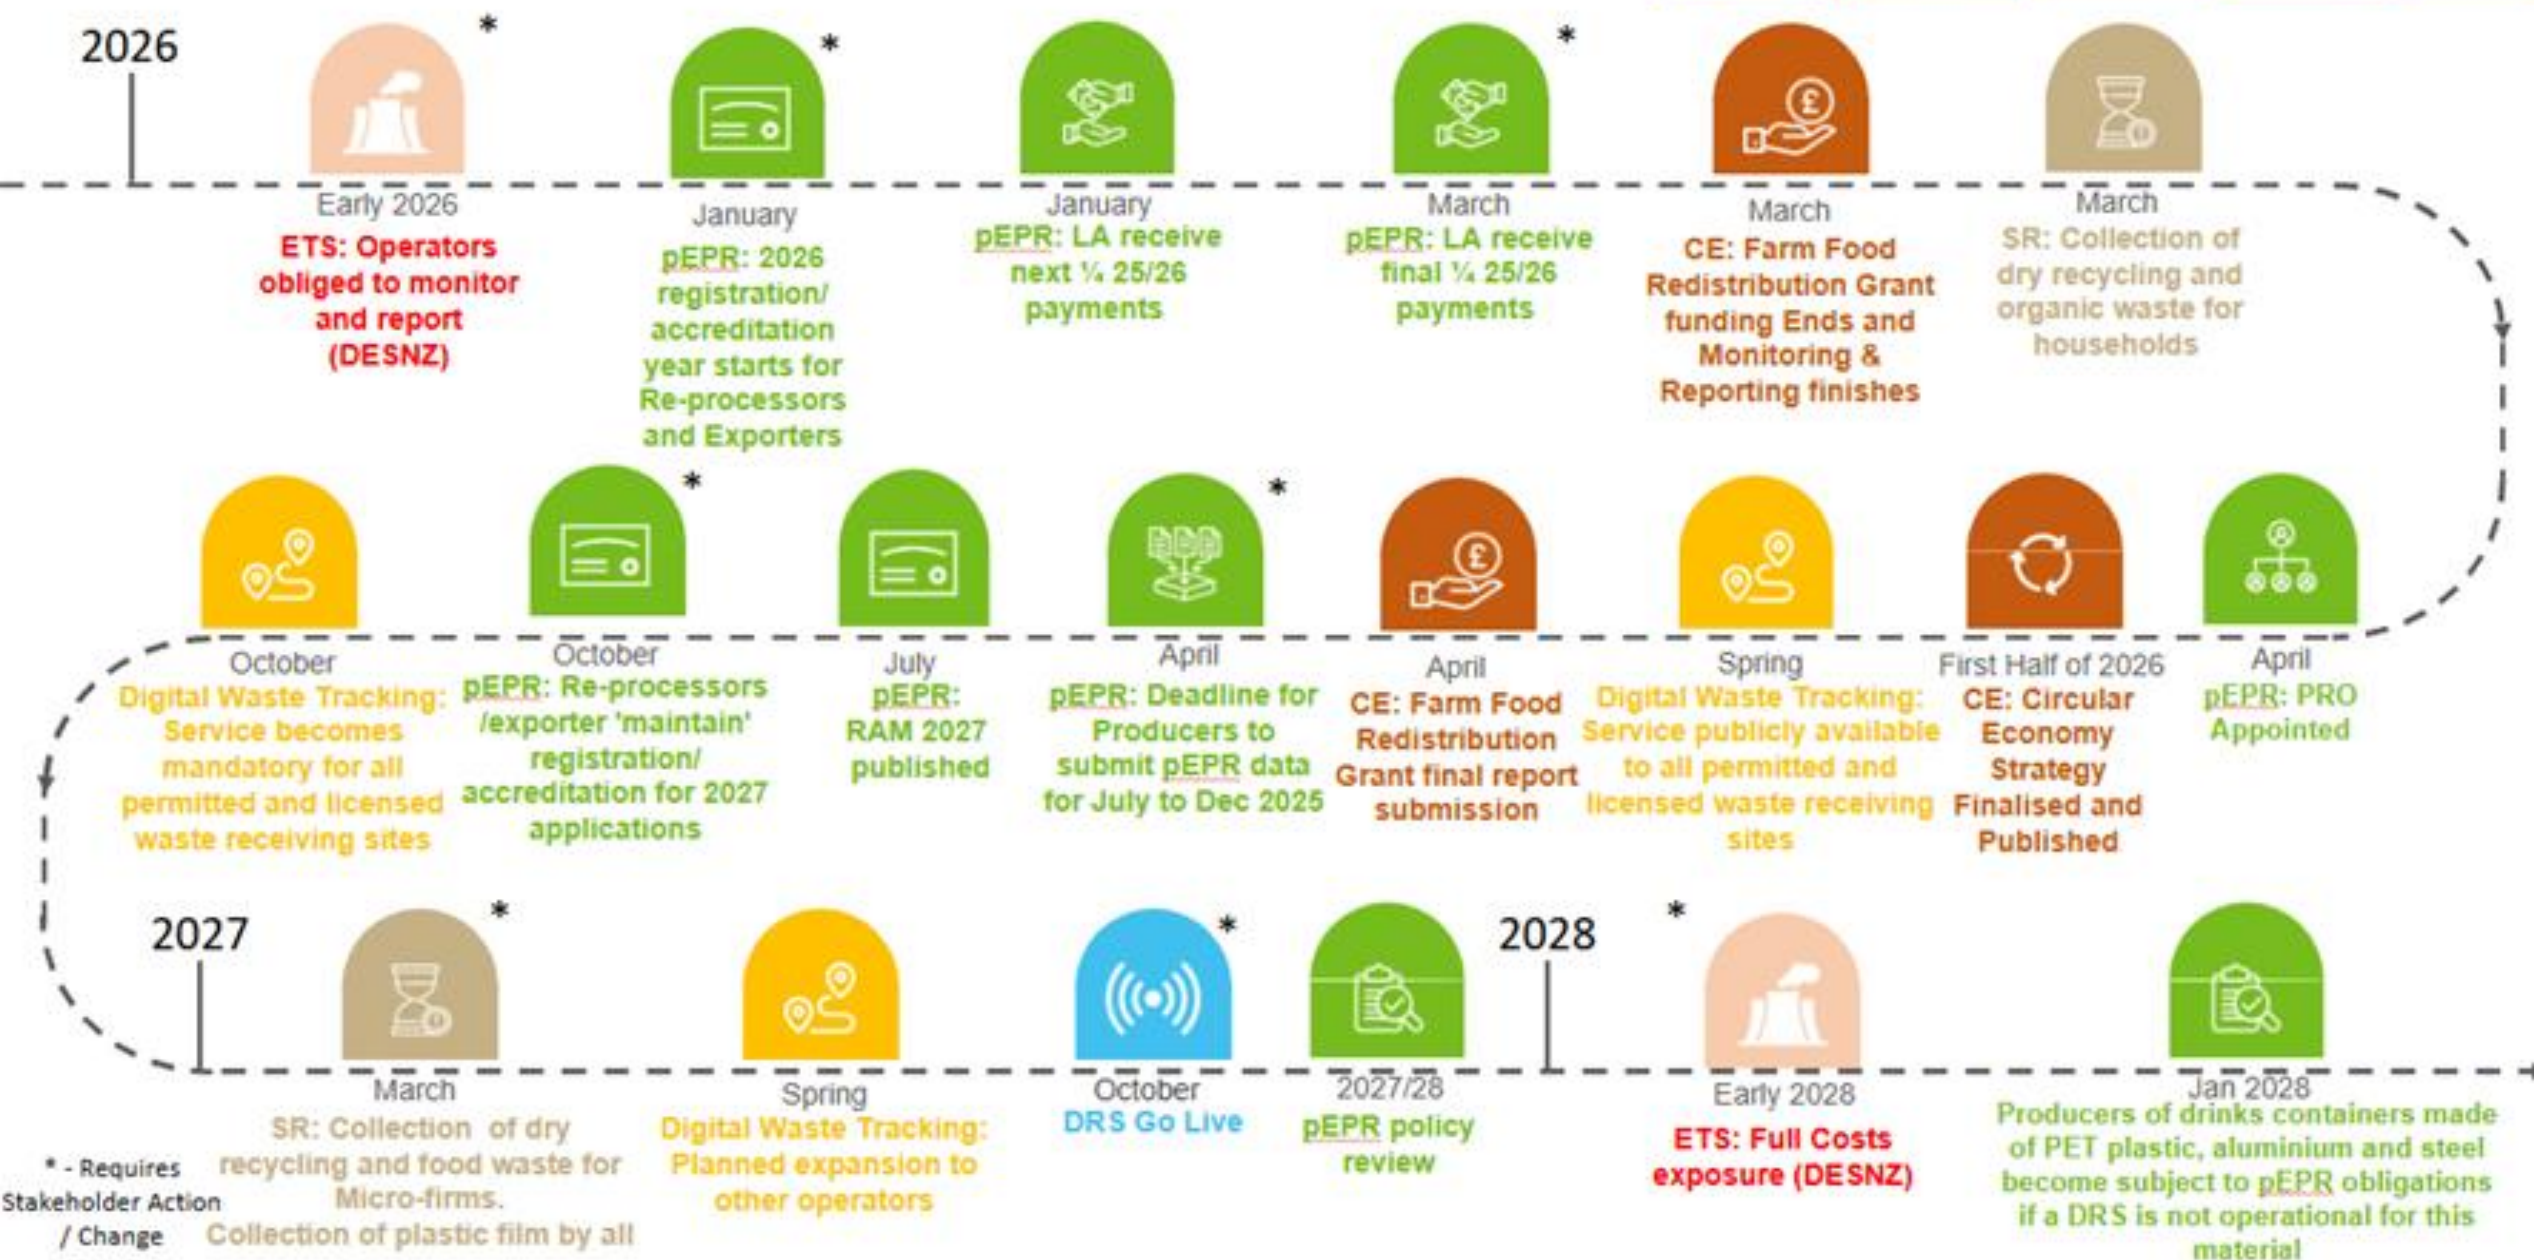 2026
*
*
*
Early 2026
ETS: Operators
obliged to monitor
and report
(DESNZ)
January
pEPR: 2026
registration/
accreditation
year starts for
Re-processors
and Exporters
January
pEPR: LA receive
next ¼ 25/26
payments
March
pEPR: LA receive
final ¼ 25/26
payments
£
March
CE: Farm Food
Redistribution Grant
funding Ends and
Monitoring &
Reporting finishes
March
SR: Collection of
dry recycling and
organic waste for
households
*
*
October
Digital Waste Tracking:
Service becomes
mandatory for all
permitted and licensed
waste receiving sites
October
pEPR: Re-processors
/exporter 'maintain'
registration/
accreditation for 2027
applications
July
pEPR:
RAM 2027
published
April
pEPR: Deadline for
Producers to
submit pEPR data
for July to Dec 2025
£
April
CE: Farm Food
Redistribution
Grant final report
submission
Spring
Digital Waste Tracking:
Service publicly available
to all permitted and
licensed waste receiving
sites
First Half of 2026
CE: Circular
Economy
Strategy
Finalised and
Published
April
pEPR: PRO
Appointed
2027
*
*
2028
*
March
SR: Collection of dry
recycling and food waste for
Micro-firms.
Collection of plastic film by all
Spring
Digital Waste Tracking:
Planned expansion to
other operators
October
DRS Go Live
2027/28
pEPR policy
review
Early 2028
ETS: Full Costs
exposure (DESNZ)
Jan 2028
Producers of drinks containers made
of PET plastic, aluminium and steel
become subject to pEPR obligations
if a DRS is not operational for this
material
* - Requires
Stakeholder Action
/ Change